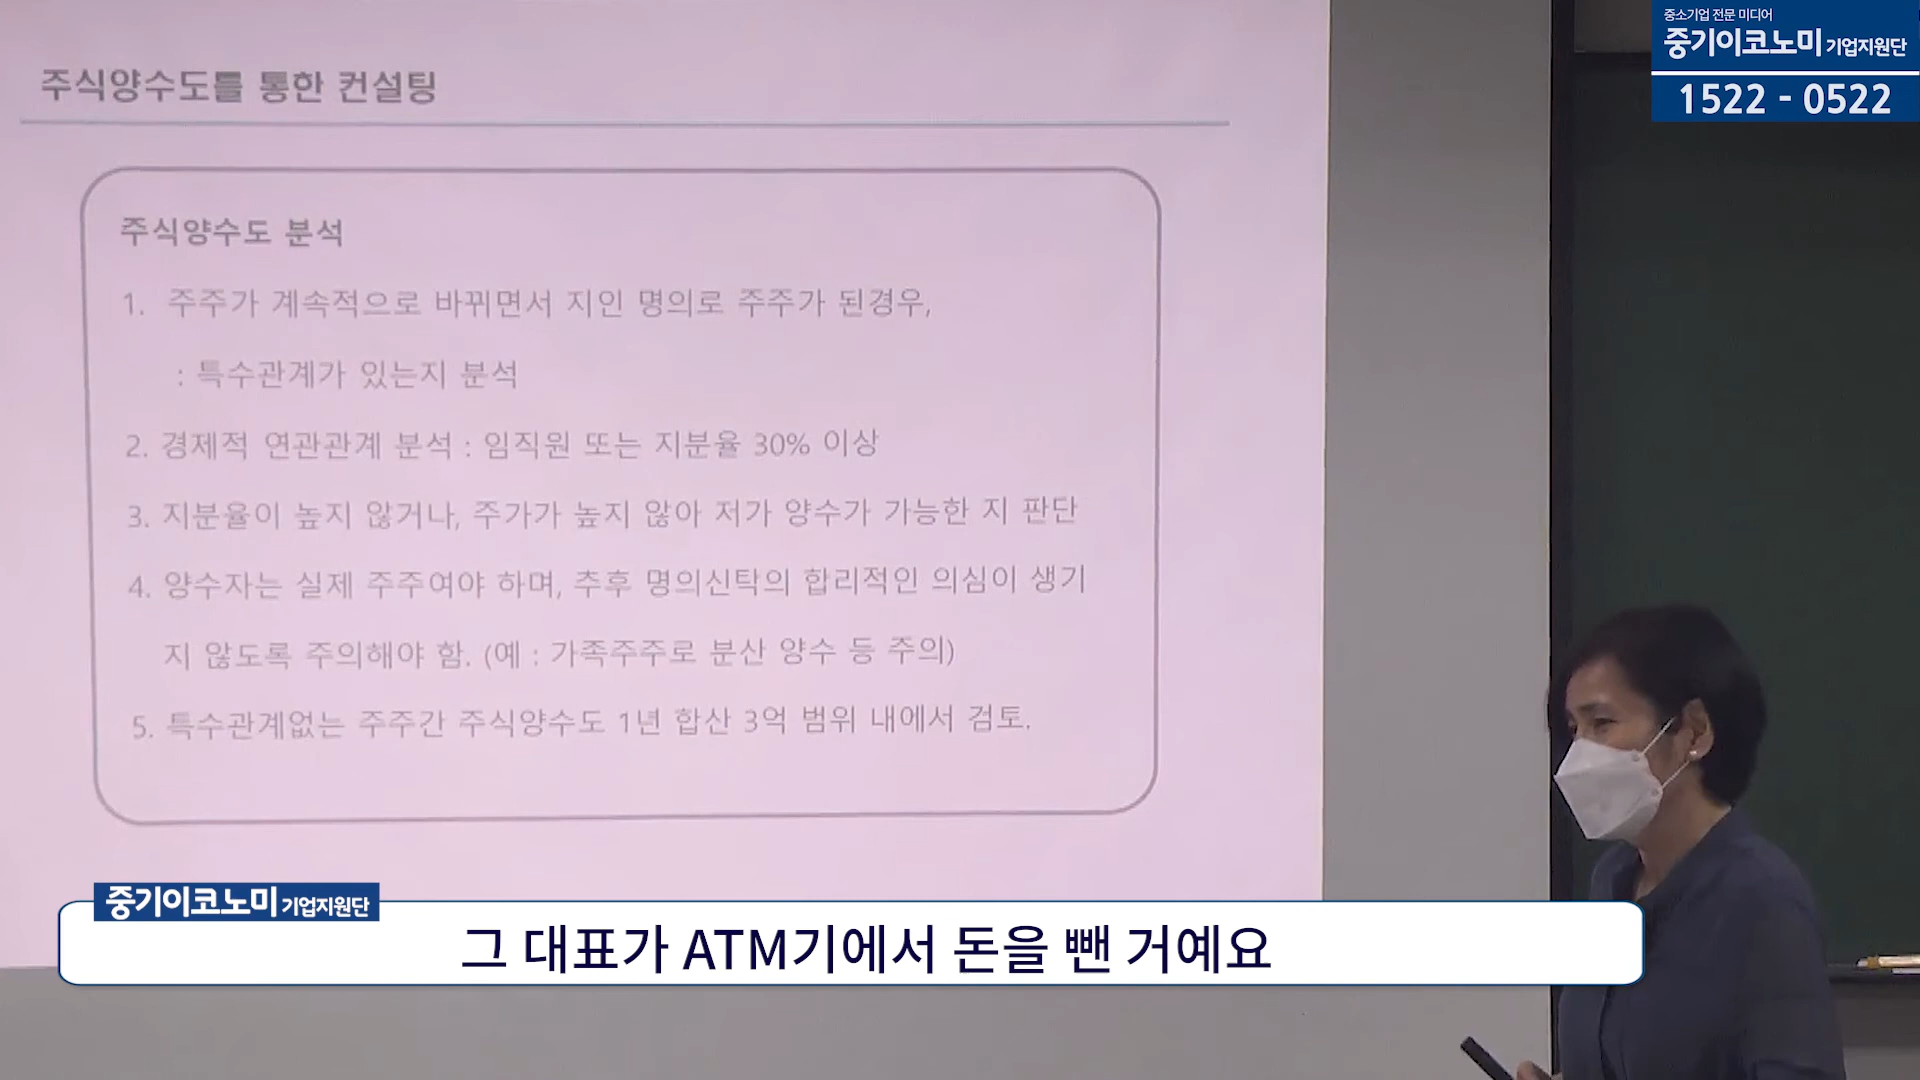 중소기업 전문 미디어
중기이코노미 기업지원단
1522 - 0522
주식양수도를 통한 컨설팅
주식양수도 분석
1. 주주가 계속적으로 바뀌면서 지인 명의로 주주가 된경우,
: 특수관계가 있는지 분석
2. 경제적 연관관계 분석 : 임직원 또는 지분율 30% 이상
3. 지분율이 높지 않거나, 주가가 높지 않아 저가 양수가 가능한 지 판단
4. 양수자는 실제 주주여야 하며, 추후 명의신탁의 합리적인 의심이 생기
지 않도록 주의해야 함. (예 : 가족주주로 분산 양수 등 주의)
5. 특수관계없는 주주간 주식양수도 1년 합산 3억 범위 내에서 검토.
중기이코노미 기업지원단
그 대표가 ATM기에서 돈을 뺀 거예요